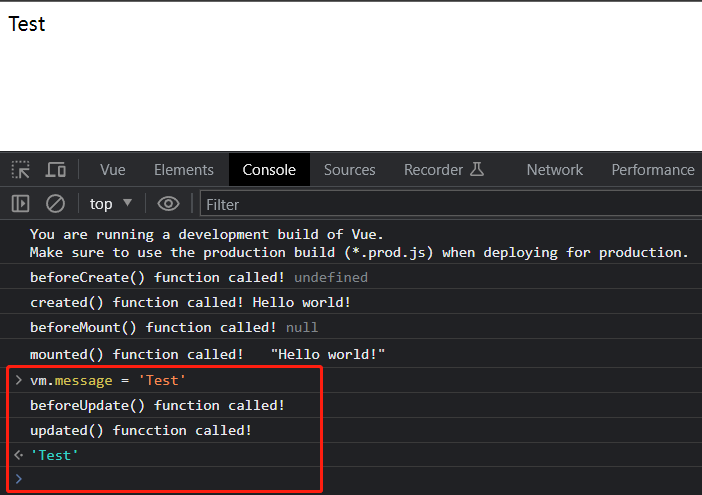 Test
Vue Elements Console Sources Recorder Network Performance
top ▼ Filter
You are running a development build of Vue.
Make sure to use the production build (*.prod.js) when deploying for production.
beforeCreate() function called! undefined
created() function called! Hello world!
beforeMount() function called! null
mounted() function called!   "Hello world!"
> vm.message = 'Test'
beforeUpdate() function called!
updated() funcction called!
'Test'
>